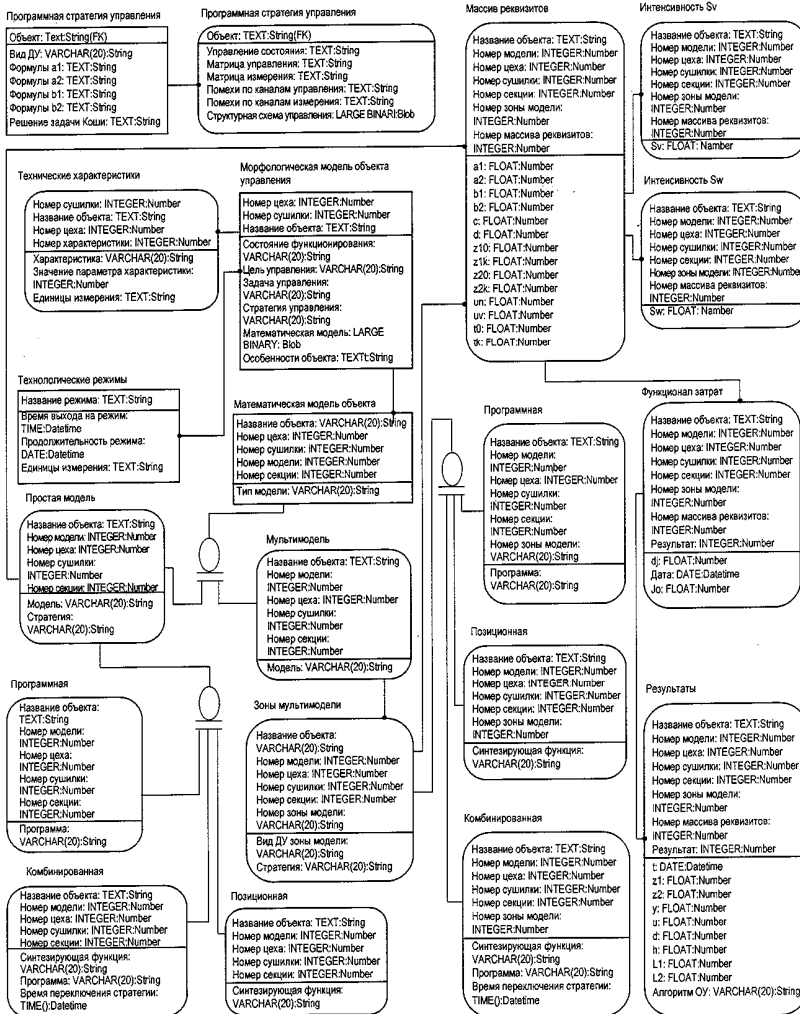 Программная стратегия управления
Объект: Text:String(FK)
Вид ДУ: VARCHAR(20):String
Формулы a1: TEXT:String
Формулы a2: TEXT:String
Формулы b1: TEXT:String
Формулы b2: TEXT:String
Решение задачи Коши: TEXT:String
Программная стратегия управления
Объект: TEXT:String(FK)
Управление состояния: TEXT:String
Матрица управления: TEXT:String
Матрица измерения: TEXT:String
Помехи по каналам управления: TEXT:String
Помехи по каналам измерения: TEXT:String
Структурная схема управления: LARGE BINARI:Blob
Массив реквизитов
Название объекта: TEXT:String
Номер модели: INTEGER:Number
Номер цеха: INTEGER:Number
Номер сушилки: INTEGER:Number
Номер секции: INTEGER:Number
Номер зоны модели:
INTEGER:Number
Номер массива реквизитов:
INTEGER:Number
a1: FLOAT:Number
a2: FLOAT:Number
b1: FLOAT:Number
b2: FLOAT:Number
c: FLOAT:Number
d: FLOAT:Number
z10: FLOAT:Number
z1k: FLOAT:Number
z20: FLOAT:Number
z2k: FLOAT:Number
un: FLOAT:Number
uv: FLOAT:Number
t0: FLOAT:Number
tk: FLOAT:Number
Интенсивность Sv
Название объекта: TEXT:String
Номер модели: INTEGER:Number
Номер цеха: INTEGER:Number
Номер сушилки: INTEGER:Number
Номер секции: INTEGER:Number
Номер зоны модели:
INTEGER:Number
Номер массива реквизитов:
INTEGER:Number
Sv: FLOAT: Namber
Технические характеристики
Номер сушилки: INTEGER:Number
Название объекта: TEXT:String
Номер цеха: INTEGER:Number
Номер характеристики: INTEGER:Number
Характеристика: VARCHAR(20):String
Значение параметра характеристики:
INTEGER:Number
Единицы измерения: TEXT:String
Морфологическая модель объекта
управления
Номер цеха: INTEGER:Number
Номер сушилки: INTEGER:Number
Название объекта: TEXT:String
Состояние функционирования:
VARCHAR(20):String
Цель управления: VARCHAR(20):String
Задача управления:
VARCHAR(20):String
Стратегия управления:
VARCHAR(20):String
Математическая модель: LARGE
BINARY: Blob
Особенности объекта: TEXTt:String
Интенсивность Sw
Название объекта: TEXT:String
Номер модели: INTEGER:Number
Номер цеха: INTEGER:Number
Номер сушилки: INTEGER:Number
Номер секции: INTEGER:Number
Номер зоны модели: INTEGER:Number
Номер массива реквизитов:
INTEGER:Number
Sw: FLOAT: Namber
Технологические режимы
Название режима: TEXT:String
Время выхода на режим:
TIME:Datetime
Продолжительность режима:
DATE:Datetime
Единицы измерения: TEXT:String
Математическая модель объекта
Название объекта: VARCHAR(20):String
Номер цеха: INTEGER:Number
Номер сушилки: INTEGER:Number
Номер модели: INTEGER:Number
Номер секции: INTEGER:Number
Тип модели: VARCHAR(20):String
Программная
Название объекта: TEXT:String
Номер модели:
INTEGER:Number
Номер цеха: INTEGER:Number
Номер сушилки:
INTEGER:Number
Номер секции:
INTEGER:Number
Номер зоны модели:
VARCHAR(20):String
Программа:
VARCHAR(20):String
Функционал затрат
Название объекта: TEXT:String
Номер модели: INTEGER:Number
Номер цеха: INTEGER:Number
Номер сушилки: INTEGER:Number
Номер секции: INTEGER:Number
Номер зоны модели:
INTEGER:Number
Номер массива реквизитов:
INTEGER:Number
Результат: INTEGER:Number
dj: FLOAT:Number
Дата: DATE:Datetime
Jo: FLOAT:Number
Простая модель
Название объекта: TEXT:String
Номер модели: INTEGER:Number
Номер цеха: INTEGER:Number
Номер сушилки:
INTEGER:Number
Номер секции: INTEGER:Number
Модель: VARCHAR(20):String
Стратегия:
VARCHAR(20):String
Мультимодель
Название объекта: TEXT:String
Номер модели:
INTEGER:Number
Номер цеха: INTEGER:Number
Номер сушилки:
INTEGER:Number
Номер секции:
INTEGER:Number
Модель: VARCHAR(20):String
Позиционная
Название объекта: TEXT:String
Номер модели: INTEGER:Number
Номер цеха: INTEGER:Number
Номер сушилки: INTEGER:Number
Номер секции: INTEGER:Number
Номер зоны модели:
INTEGER:Number
Синтезирующая функция:
VARCHAR(20):String
Программная
Название объекта:
TEXT:String
Номер модели:
INTEGER:Number
Номер цеха:
INTEGER:Number
Номер сушилки:
INTEGER:Number
Номер секции:
INTEGER:Number
Программа:
VARCHAR(20):String
Зоны мультимодели
Название объекта:
VARCHAR(20):String
Номер модели: INTEGER:Number
Номер цеха: INTEGER:Number
Номер сушилки: INTEGER:Number
Номер секции: INTEGER:Number
Номер зоны модели:
VARCHAR(20):String
Вид ДУ зоны модели:
VARCHAR(20):String
Стратегия: VARCHAR(20):String
Результаты
Название объекта: TEXT:String
Номер модели: INTEGER:Number
Номер цеха: INTEGER:Number
Номер сушилки: INTEGER:Number
Номер секции: INTEGER:Number
Номер зоны модели:
INTEGER:Number
Номер массива реквизитов:
INTEGER:Number
Результат: INTEGER:Number
t: DATE:Datetime
z1: FLOAT:Number
z2: FLOAT:Number
y: FLOAT:Number
u: FLOAT:Number
d: FLOAT:Number
h: FLOAT:Number
L1: FLOAT:Number
L2: FLOAT:Number
Алгоритм ОУ: VARCHAR(20):String
Комбинированная
Название объекта: TEXT:String
Номер модели: INTEGER:Number
Номер цеха: INTEGER:Number
Номер сушилки: INTEGER:Number
Номер секции: INTEGER:Number
Синтезирующая функция:
VARCHAR(20):String
Программа: VARCHAR(20):String
Время переключения стратегии:
TIME():Datetime
Позиционная
Название объекта: TEXT:String
Номер модели: INTEGER:Number
Номер цеха: INTEGER:Number
Номер сушилки: INTEGER:Number
Номер секции: INTEGER:Number
Синтезирующая функция:
VARCHAR(20):String
Комбинированная
Название объекта: TEXT:String
Номер модели: INTEGER:Number
Номер цеха: INTEGER:Number
Номер сушилки: INTEGER:Number
Номер секции: INTEGER:Number
Номер зоны модели:
INTEGER:Number
Синтезирующая функция:
VARCHAR(20):String
Программа: VARCHAR(20):String
Время переключения стратегии:
TIME():Datetime